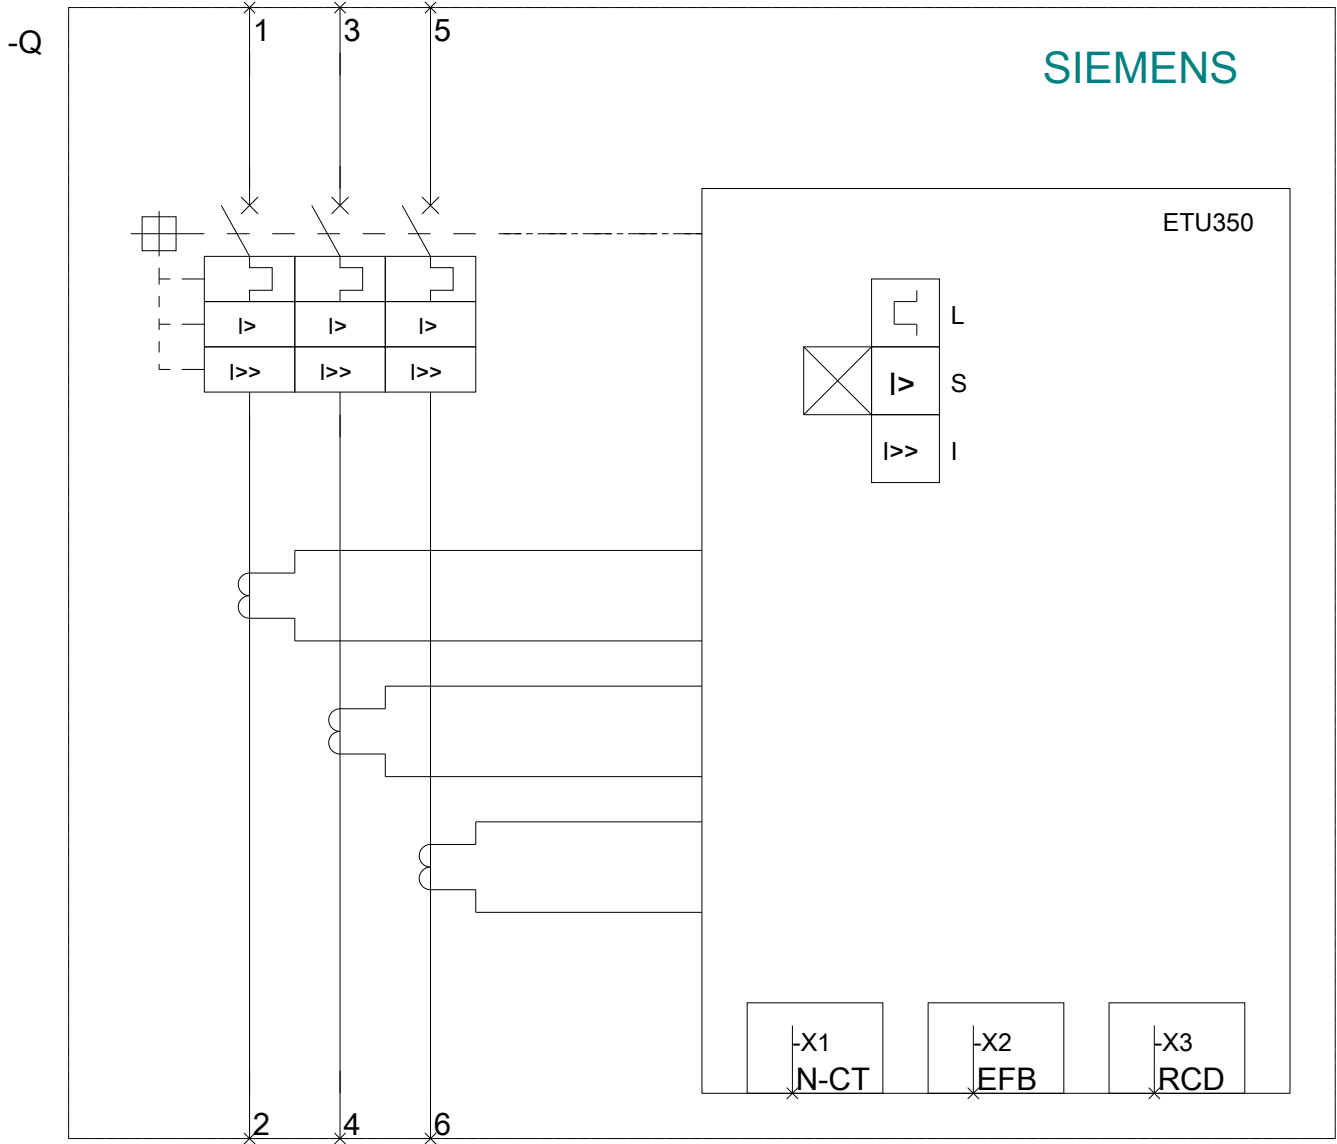 1 3 5
-Q
SIEMENS
ETU350
L
I> I> I>
I>> I>> I>>
I> S
I>> I
-X1 -X2 -X3
N-CT EFB RCD
2 4 6